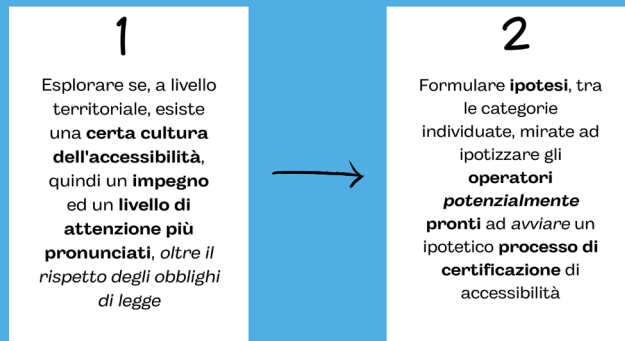 1
Esplorare se, a livello
territoriale, esiste
una certa cultura
dell'accessibilità,
quindi un impegno
ed un livello di
attenzione più
pronunciati, oltre il
rispetto degli obblighi
di legge
2
Formulare ipotesi, tra
le categorie
individuate, mirate ad
ipotizzare gli
operatori
potenzialmente
pronti ad avviare un
ipotetico processo di
certificazione di
accessibilità